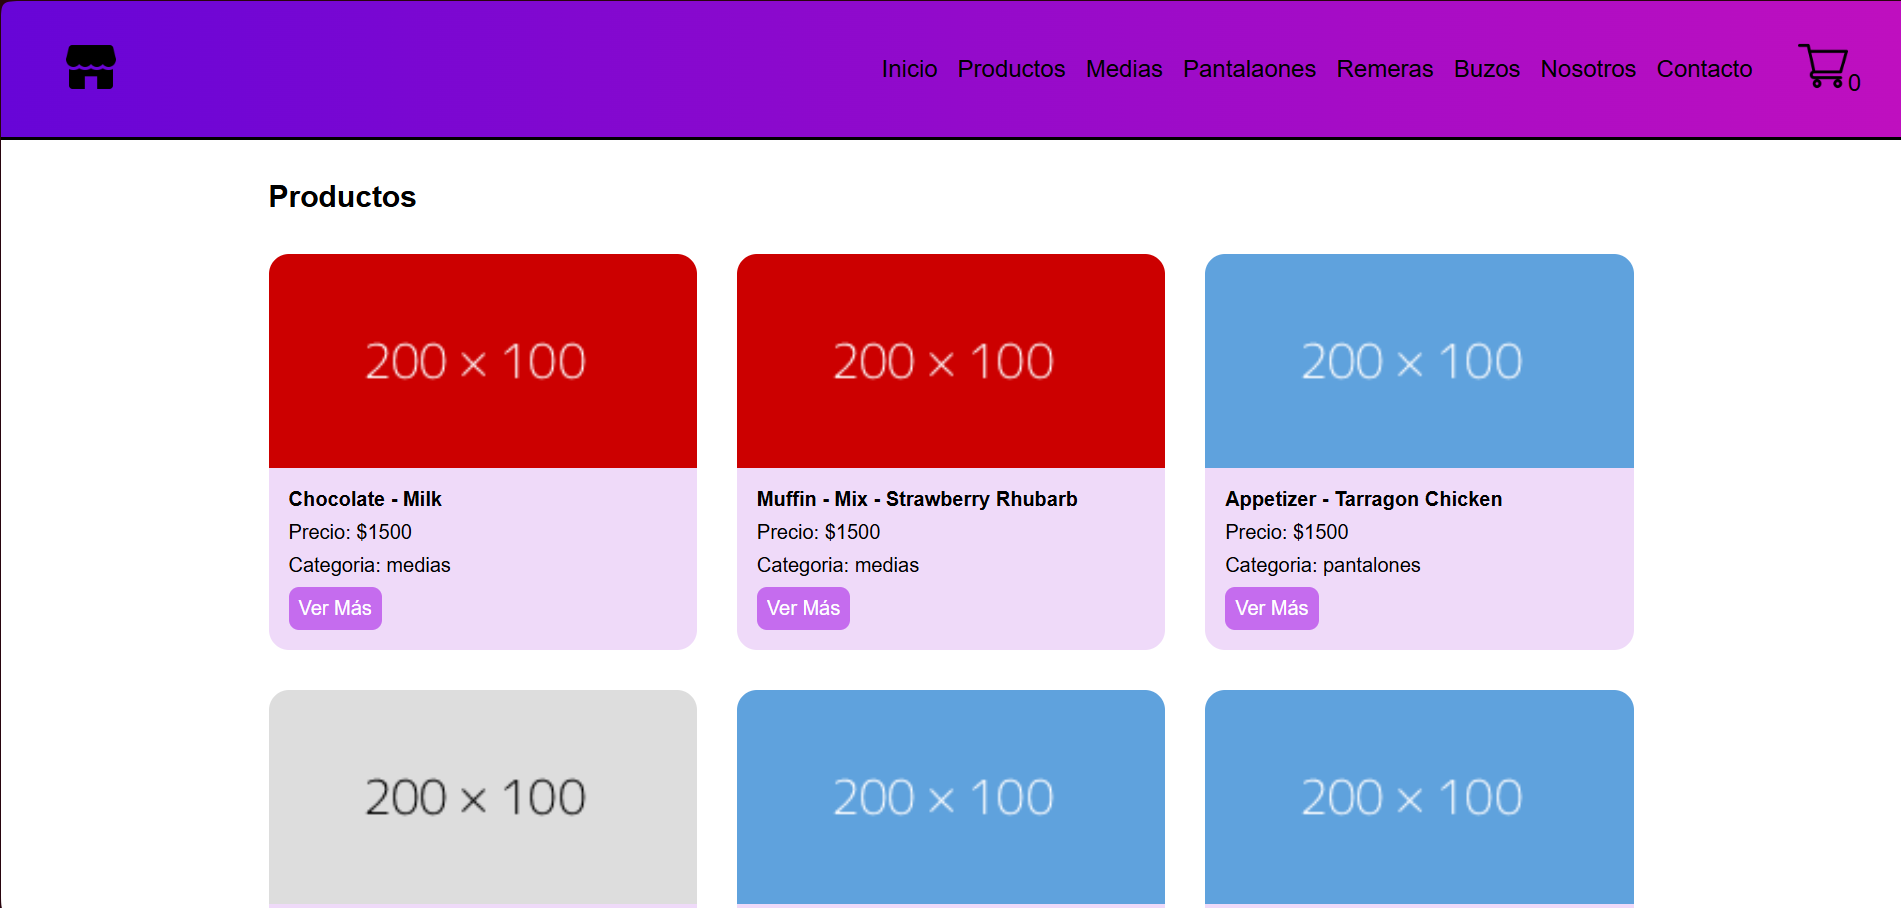 Inicio Productos Medias Pantalaones Remeras Buzos Nosotros Contacto 0
Productos
200 × 100
200 × 100
200 × 100
Chocolate - Milk
Precio: $1500
Categoria: medias
Ver Más
Muffin - Mix - Strawberry Rhubarb
Precio: $1500
Categoria: medias
Ver Más
Appetizer - Tarragon Chicken
Precio: $1500
Categoria: pantalones
Ver Más
200 × 100
200 × 100
200 × 100